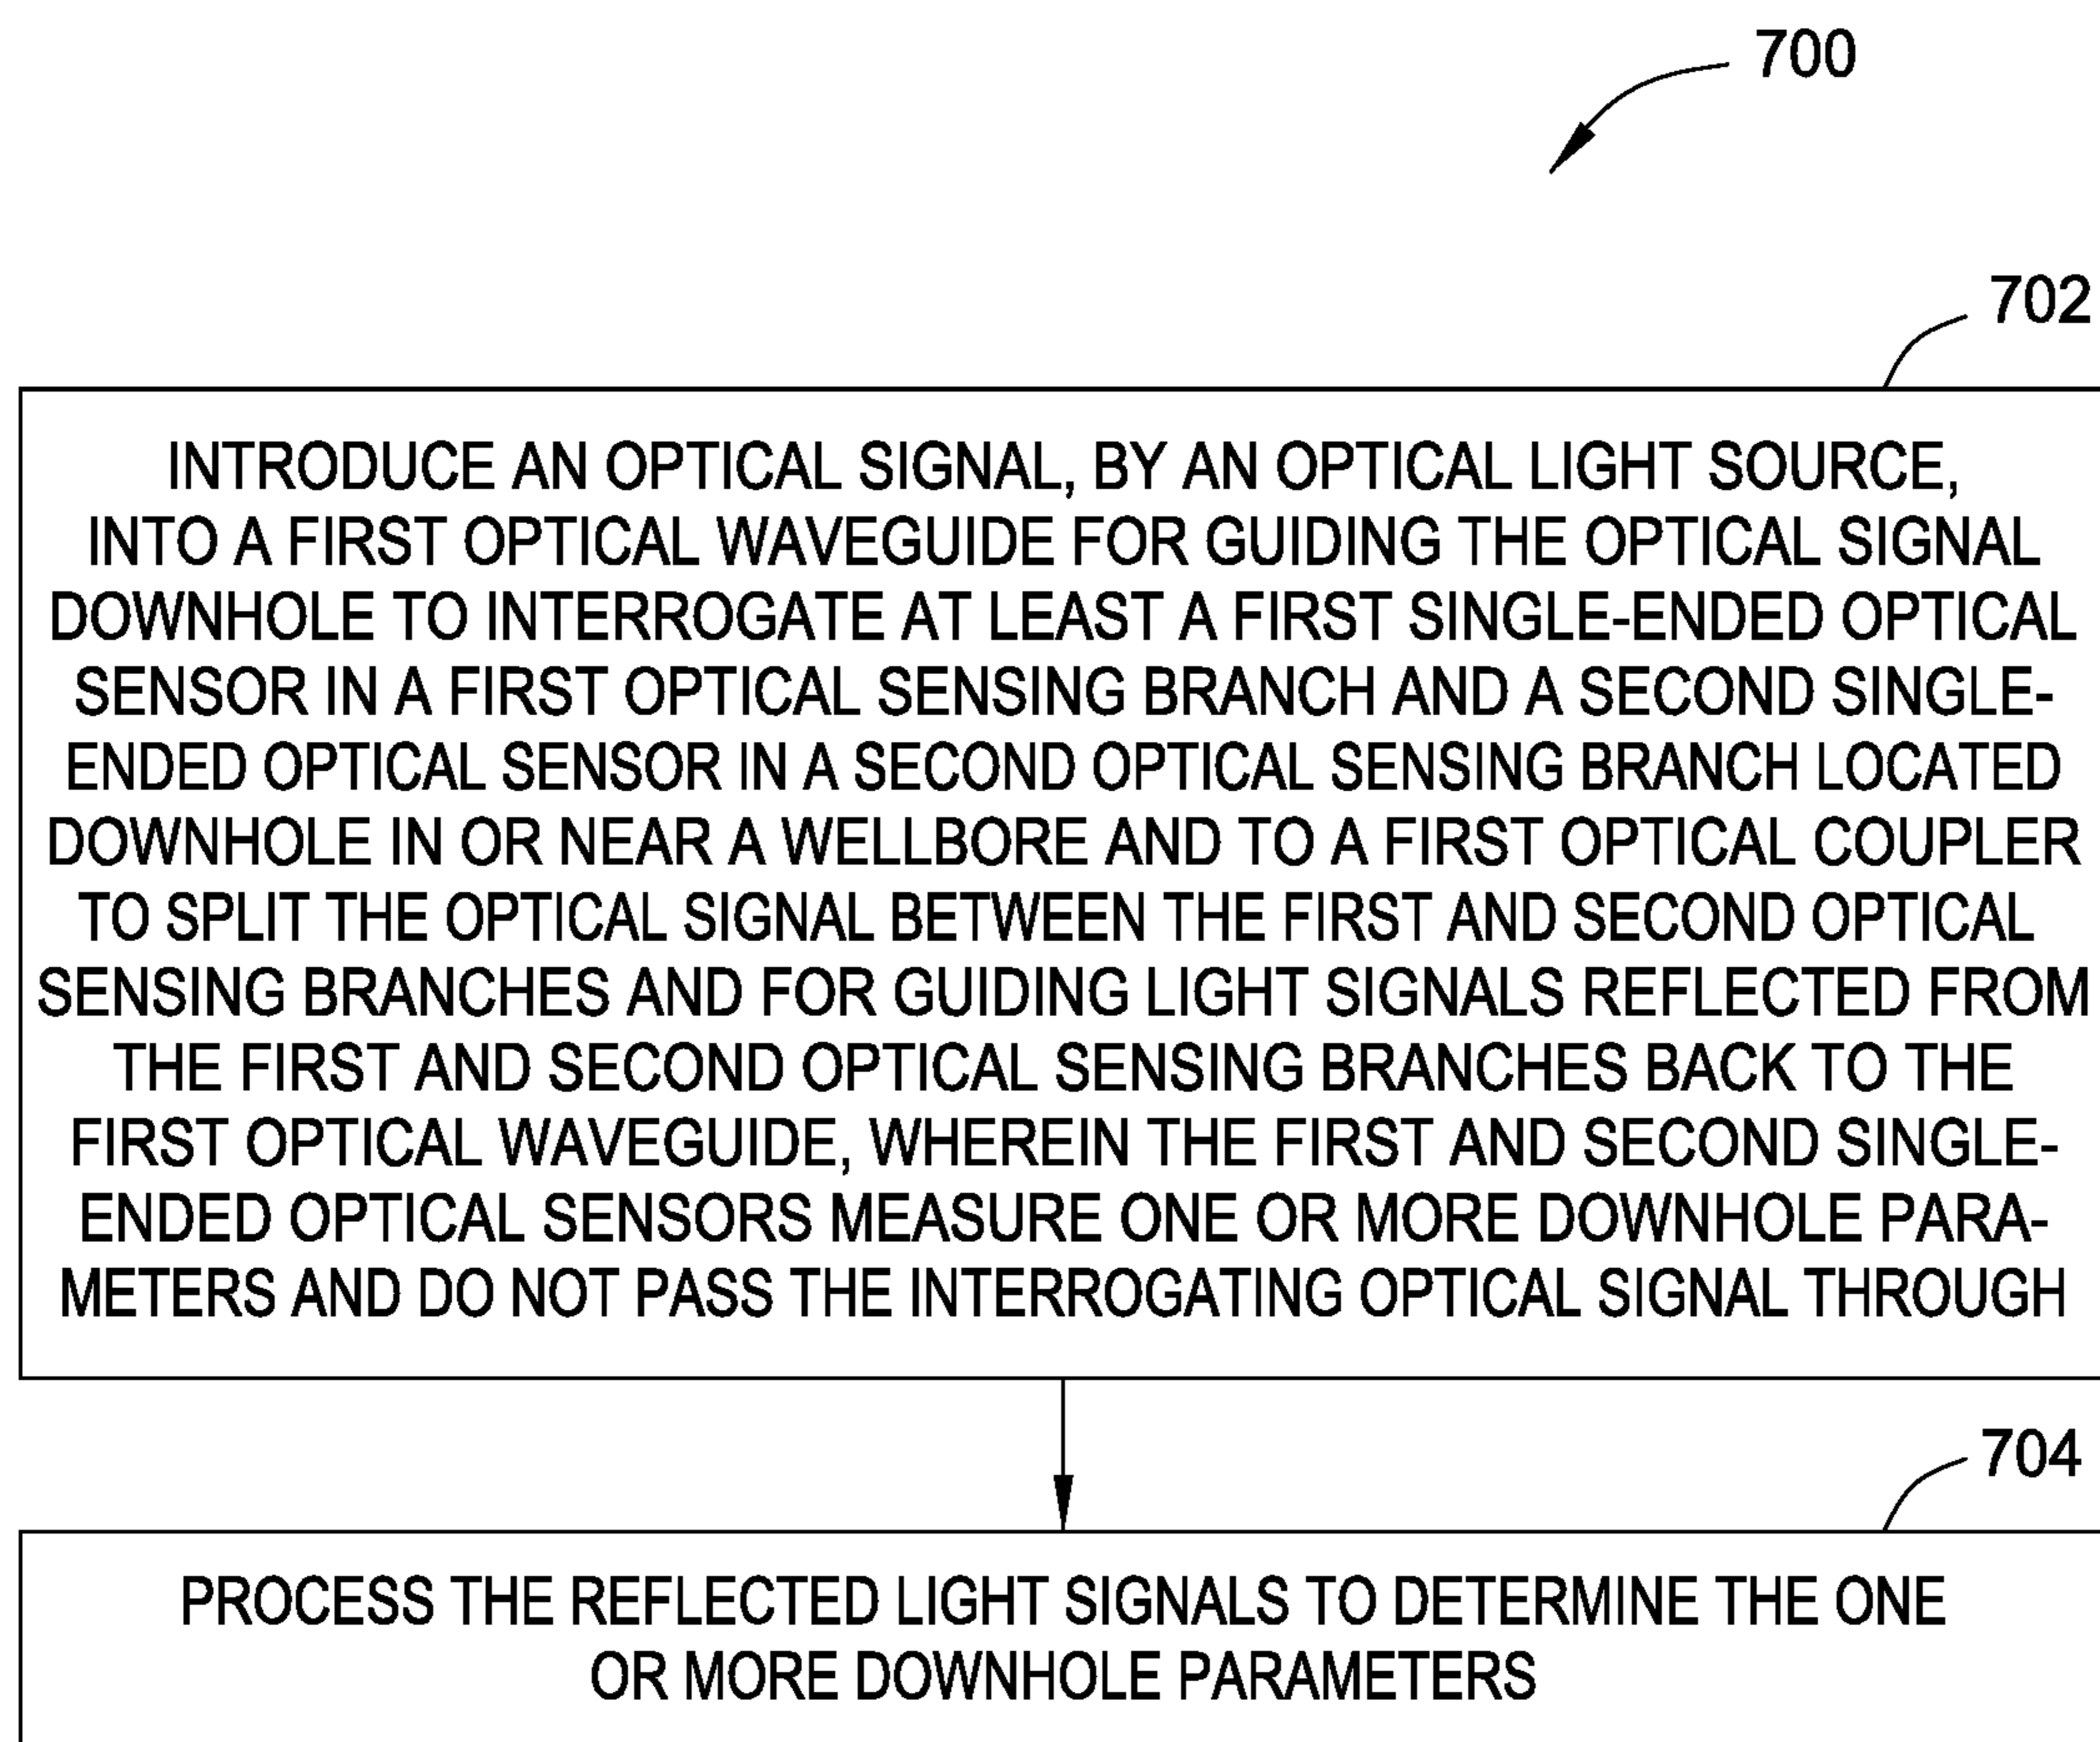 700
702
INTRODUCE AN OPTICAL SIGNAL, BY AN OPTICAL LIGHT SOURCE,
INTO A FIRST OPTICAL WAVEGUIDE FOR GUIDING THE OPTICAL SIGNAL
DOWNHOLE TO INTERROGATE AT LEAST A FIRST SINGLE-ENDED OPTICAL
SENSOR IN A FIRST OPTICAL SENSING BRANCH AND A SECOND SINGLE-
ENDED OPTICAL SENSOR IN A SECOND OPTICAL SENSING BRANCH LOCATED
DOWNHOLE IN OR NEAR A WELLBORE AND TO A FIRST OPTICAL COUPLER
TO SPLIT THE OPTICAL SIGNAL BETWEEN THE FIRST AND SECOND OPTICAL
SENSING BRANCHES AND FOR GUIDING LIGHT SIGNALS REFLECTED FROM
THE FIRST AND SECOND OPTICAL SENSING BRANCHES BACK TO THE
FIRST OPTICAL WAVEGUIDE, WHEREIN THE FIRST AND SECOND SINGLE-
ENDED OPTICAL SENSORS MEASURE ONE OR MORE DOWNHOLE PARA-
METERS AND DO NOT PASS THE INTERROGATING OPTICAL SIGNAL THROUGH
704
PROCESS THE REFLECTED LIGHT SIGNALS TO DETERMINE THE ONE
OR MORE DOWNHOLE PARAMETERS